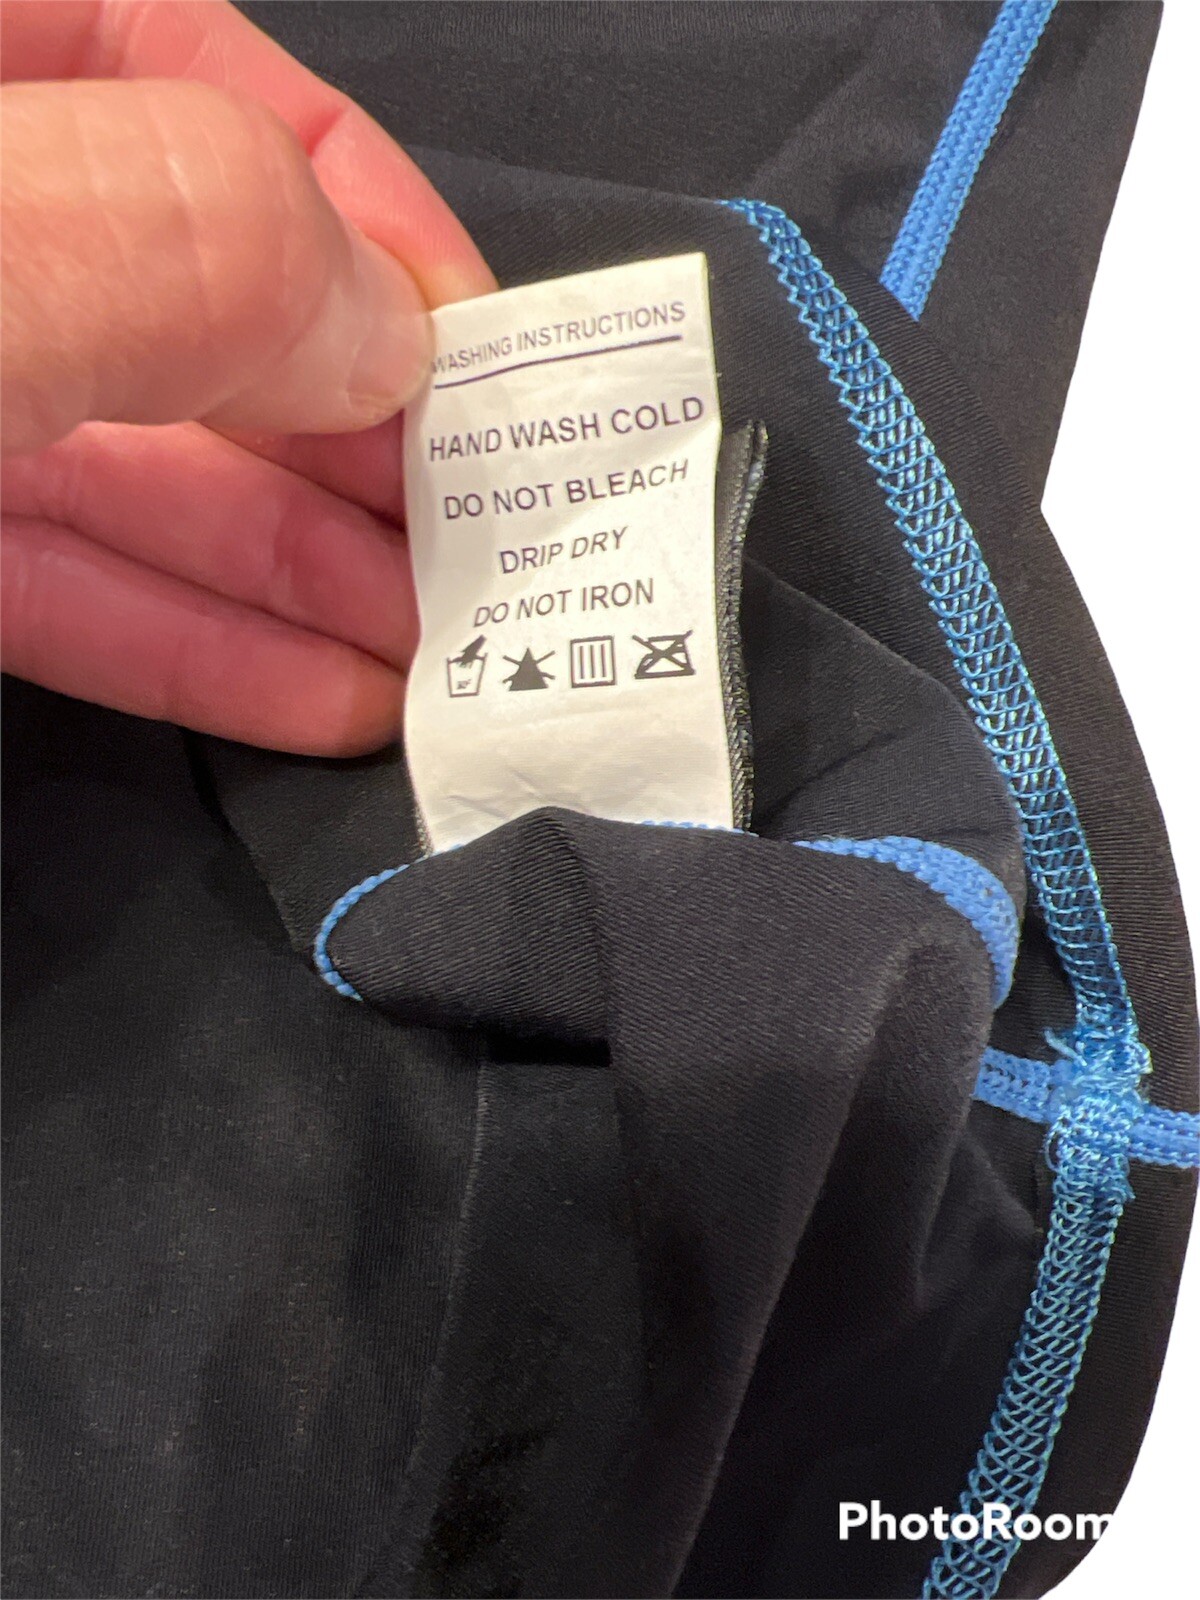 WASHING INSTRUCTIONS
HAND WASH COLD
DO NOT BLEACH
DRIP DRY
DO NOT IRON
PhotoRoom